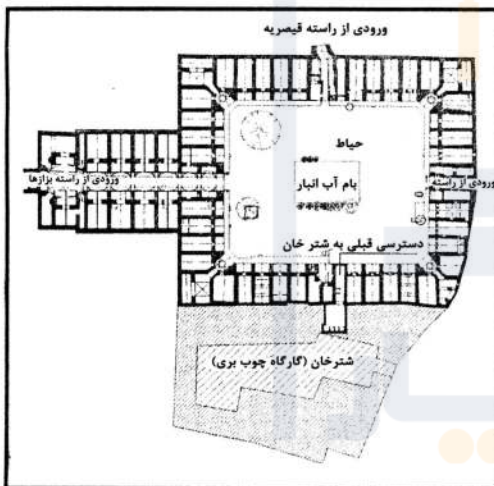 ورودی از راسته قیصریه
حیاط
ورودی از راسته بزازها
بام آب انبار
ورودی از راسته
دسترسی قبلی به شتر خان
شترخان (گارگاه چوب بری)